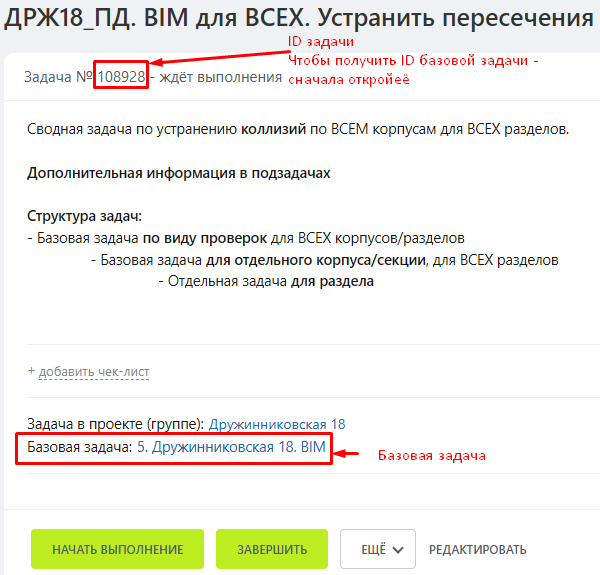 ДРЖ18_ПД. BIM для ВСЕХ. Устранить пересечения
ID задачи
Чтобы получить ID базовой задачи -
сначала откройеё
Задача № 108928 - ждёт выполнения
Сводная задача по устранению коллизий по ВСЕМ корпусам для ВСЕХ разделов.
Дополнительная информация в подзадачах
Структура задач:
- Базовая задача по виду проверок для ВСЕХ корпусов/разделов
- Базовая задача для отдельного корпуса/секции, для ВСЕХ разделов
- Отдельная задача для раздела
+ добавить чек-лист
Задача в проекте (группе): Дружинниковская 18
Базовая задача: 5. Дружинниковская 18. BIM
Базовая задача
НАЧАТЬ ВЫПОЛНЕНИЕ ЗАВЕРШИТЬ ЕЩЁ РЕДАКТИРОВАТЬ